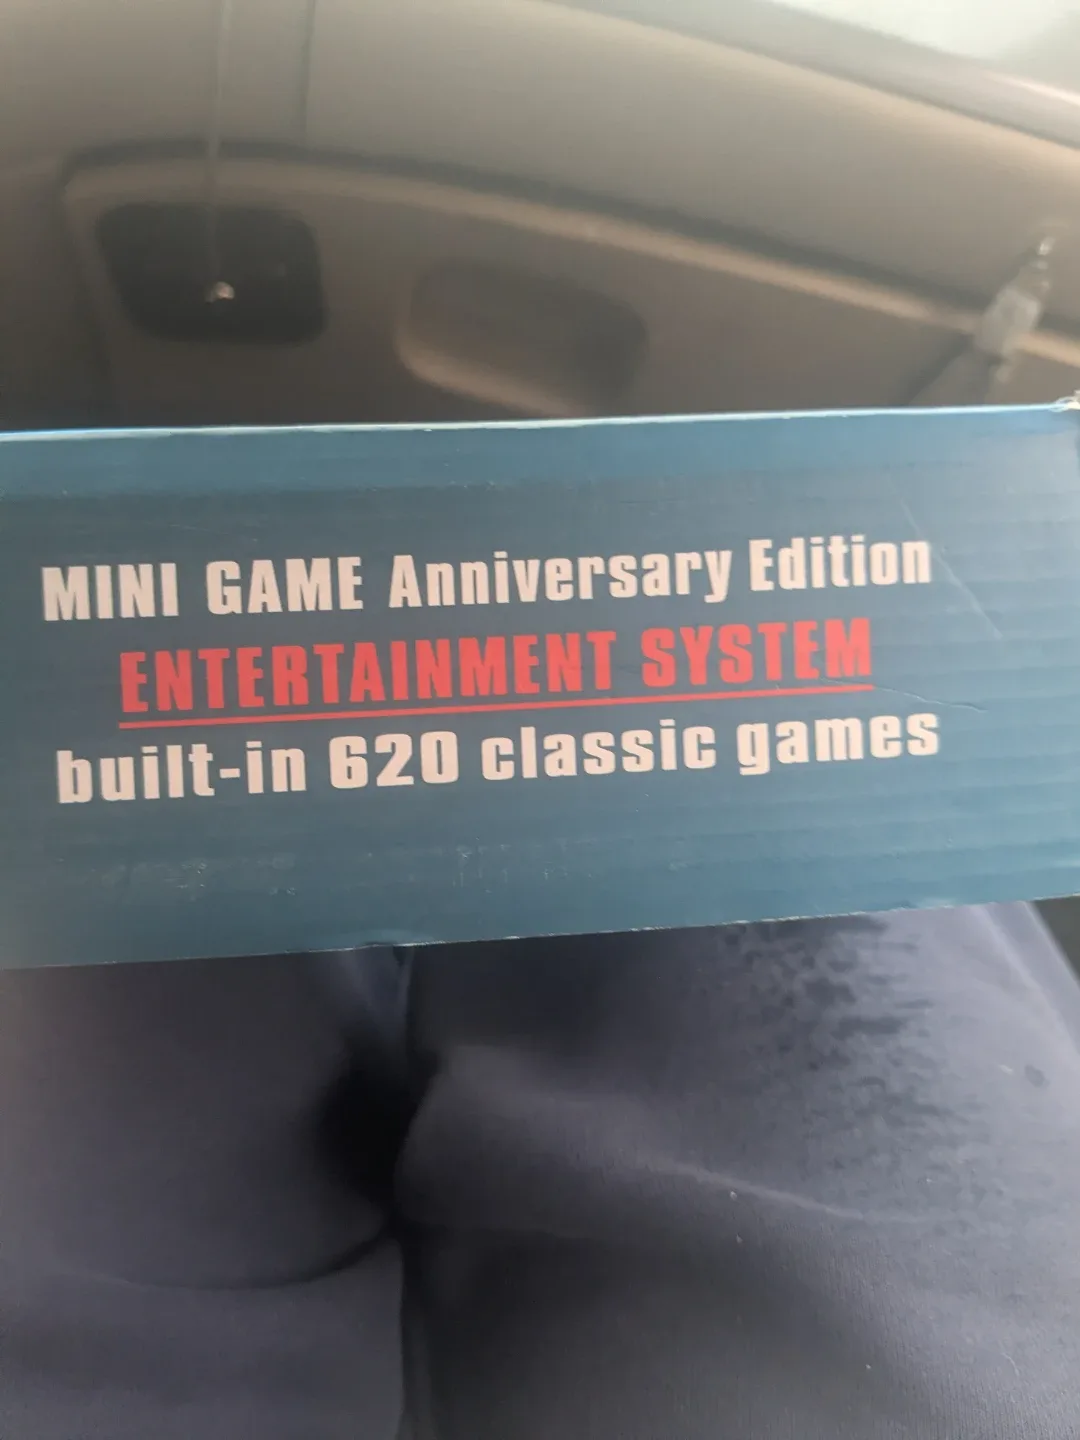 MINI GAME Anniversary Edition
ENTERTAINMENT SYSTEM
built-in 620 classic games